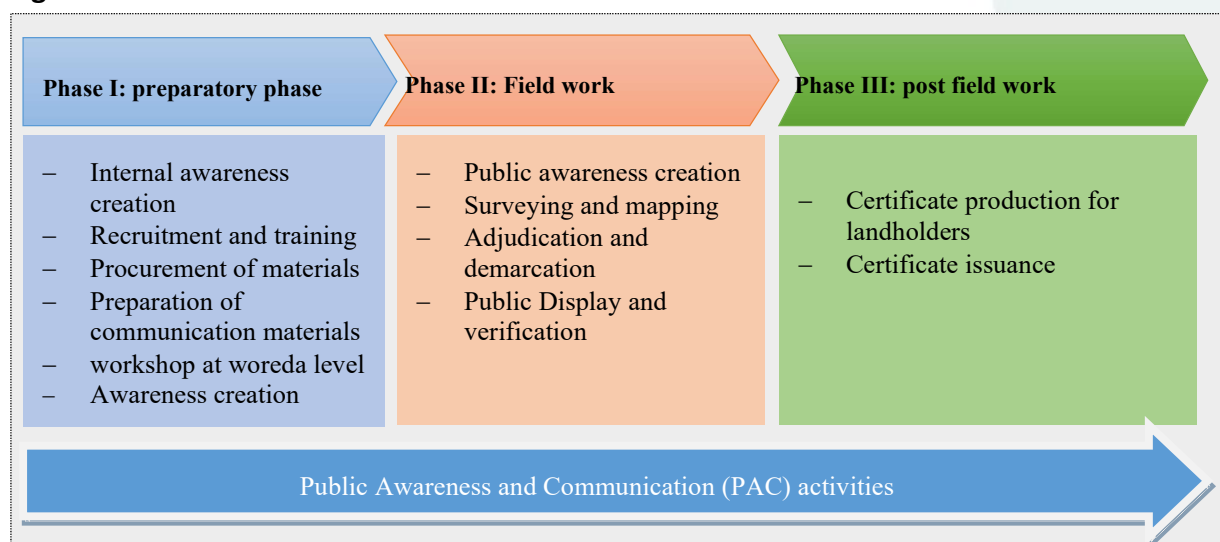 Phase I: preparatory phase
Phase II: Field work
Phase III: post field work
– Internal awareness
creation
– Recruitment and training
– Procurement of materials
– Preparation of
communication materials
– workshop at woreda level
– Awareness creation
– Public awareness creation
– Surveying and mapping
– Adjudication and
demarcation
– Public Display and
verification
– Certificate production for
landholders
– Certificate issuance
Public Awareness and Communication (PAC) activities